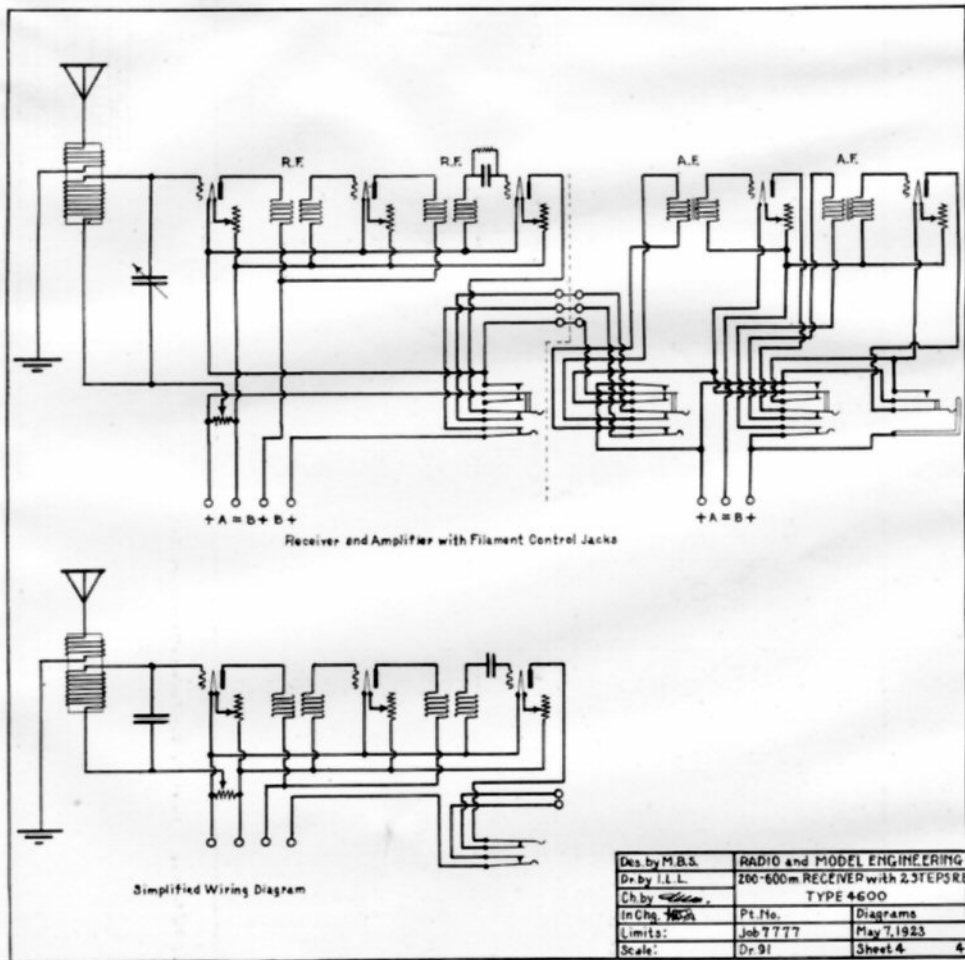 R.F.
R.F.
A.F.
A.F.
+ A = B + B +
+ A = B +
Receiver and Amplifier with Filament Control Jacks
Simplified Wiring Diagram
Des. by M.B.S.
RADIO and MODEL ENGINEERING
Dr. by I.L.L.
200-600m. RECEIVER with 2 STEPS R.F.
Ch. by
TYPE 4600
In Chg.
Pt. No.
Diagrams
Limits:
Job 7777
May 7, 1923
Scale:
Dr 91
Sheet 4
4